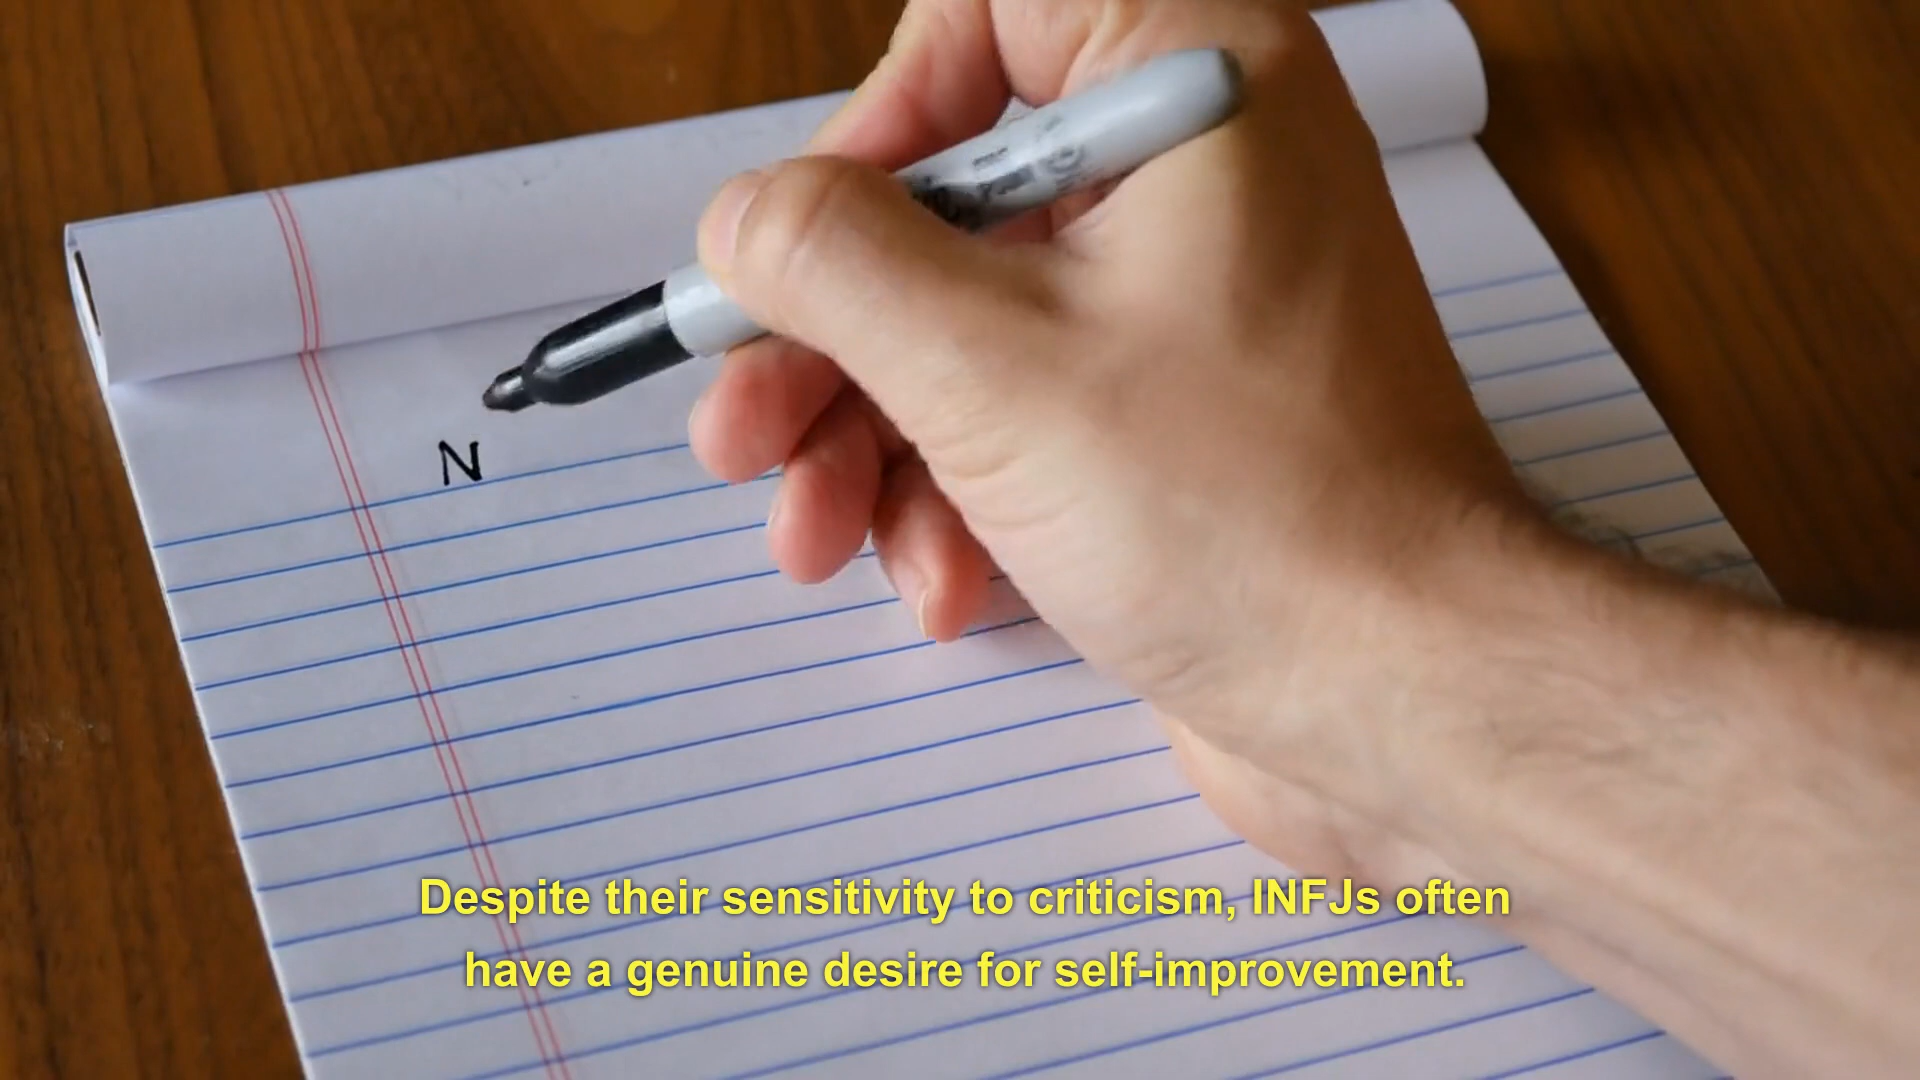 N
Despite their sensitivity to criticism, INFJs often
have a genuine desire for self-improvement.